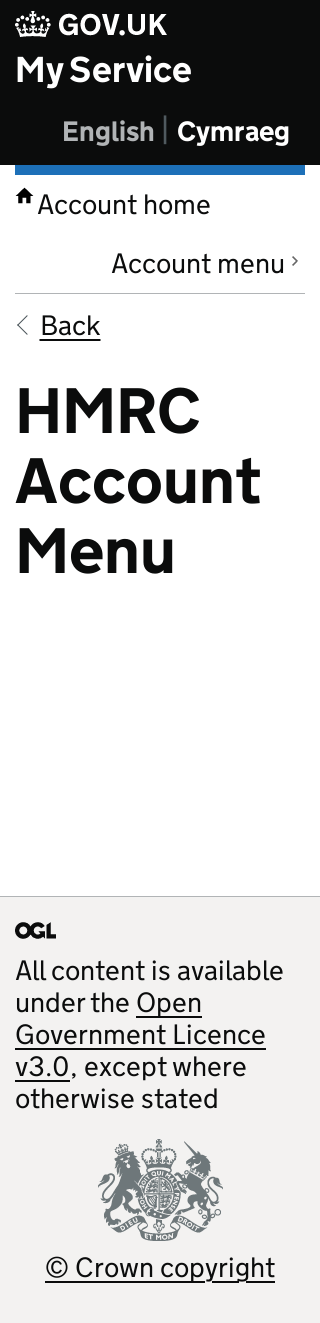 GOV.UK
My Service
English
Cymraeg
Account home
Account menu
Back
HMRC
Account
Menu
OGL
All content is available
under the Open
Government Licence
v3.0, except where
otherwise stated
DIEU ET MON DROIT
© Crown copyright